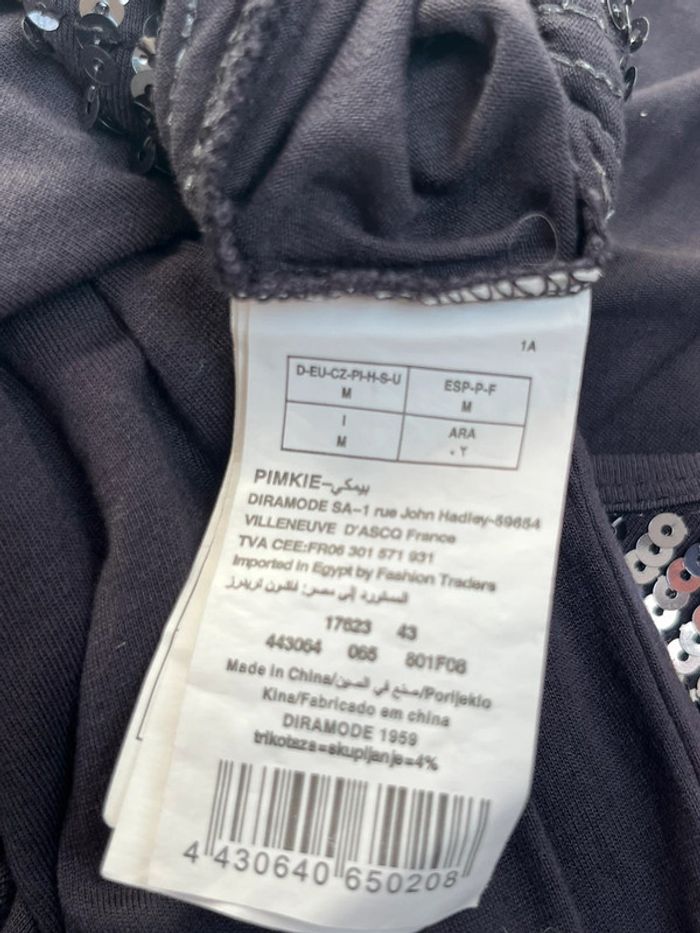 1A
D-EU-CZ-PI-H-S-U ESP-P-F
M M
I ARA
M ٠٢
PIMKIE-بيمكي
DIRAMODE SA-1 rue John Hadley-59654
VILLENEUVE D'ASCQ France
TVA CEE:FR06 301 571 931
Imported in Egypt by Fashion Traders
المستورد إلى مصر: فاشون تريدرز
17623 43
443064 065 801F08
Made in China/صنع في الصين/Porijeklo
Kina/Fabricado em china
DIRAMODE 1959
trikotaza=skupljanje=4%
4 430640 650208